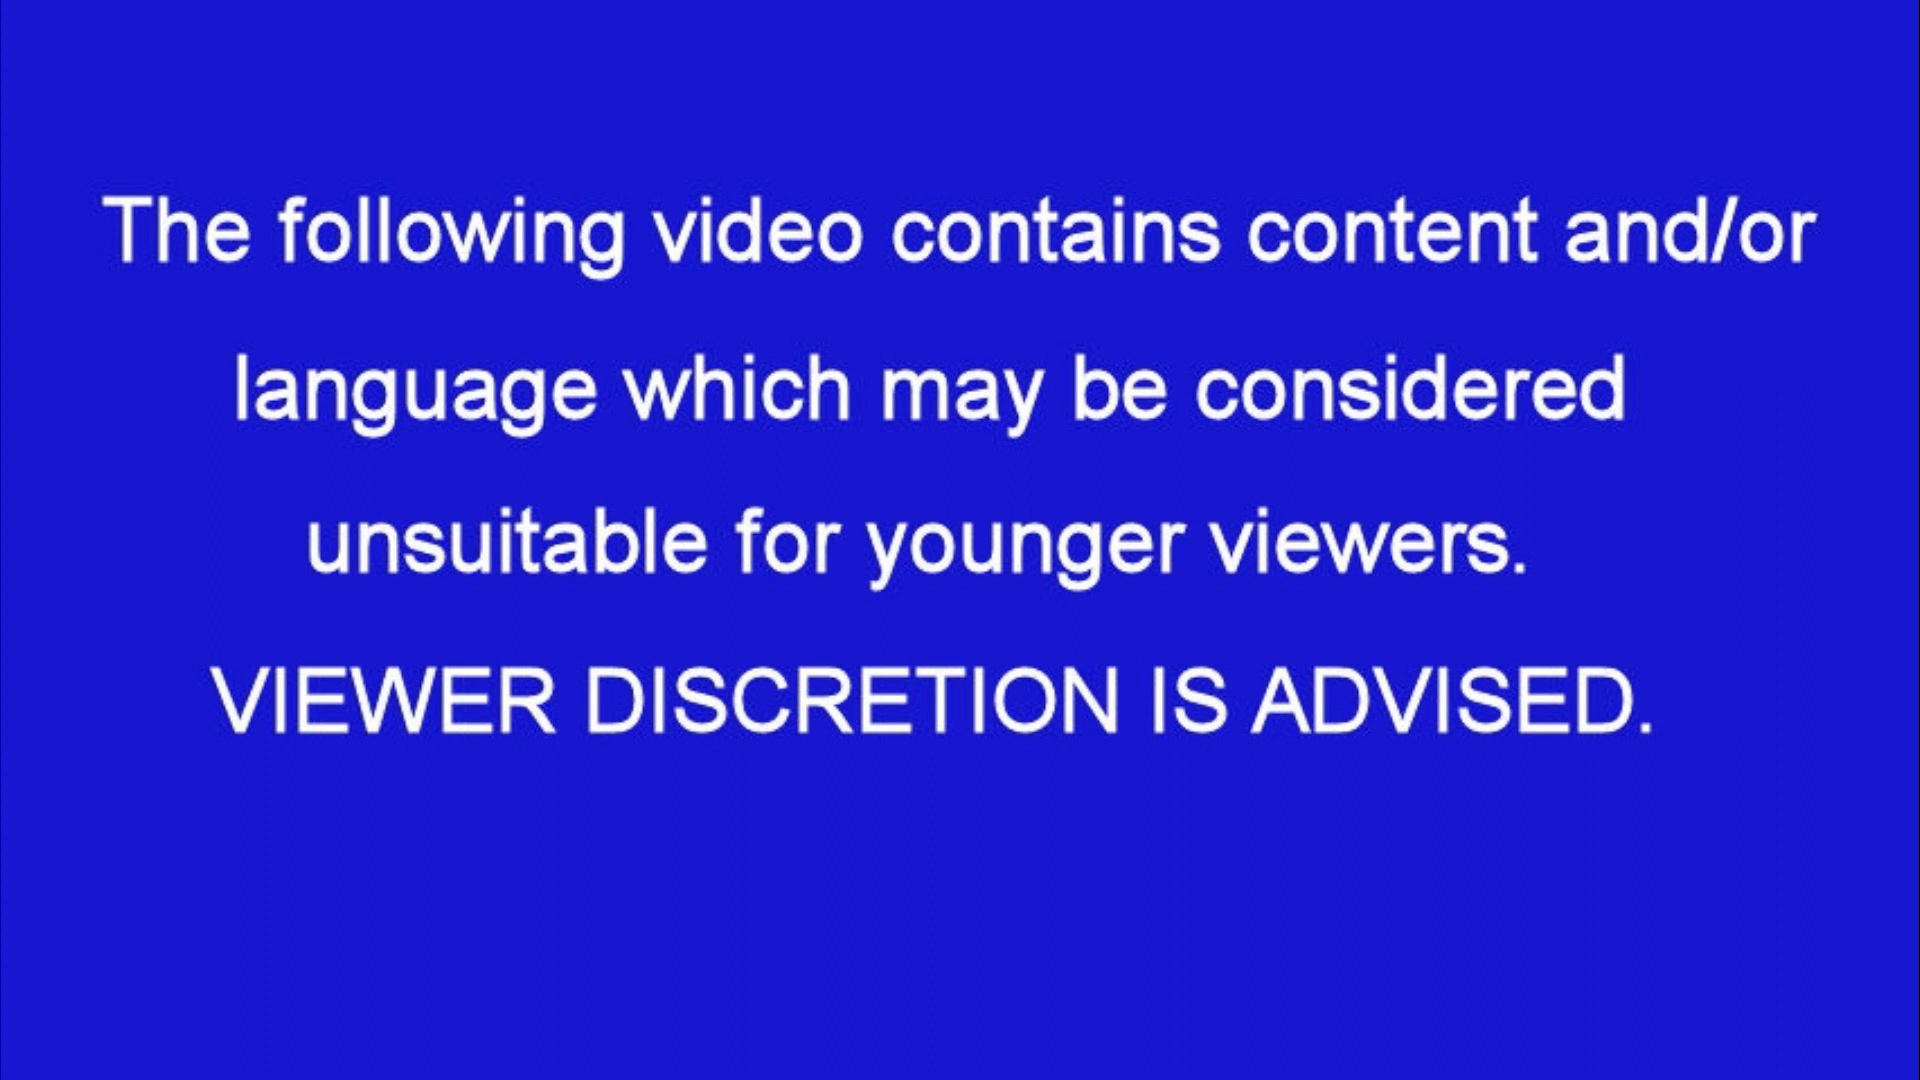 The following video contains content and/or
language which may be considered
unsuitable for younger viewers.
VIEWER DISCRETION IS ADVISED.